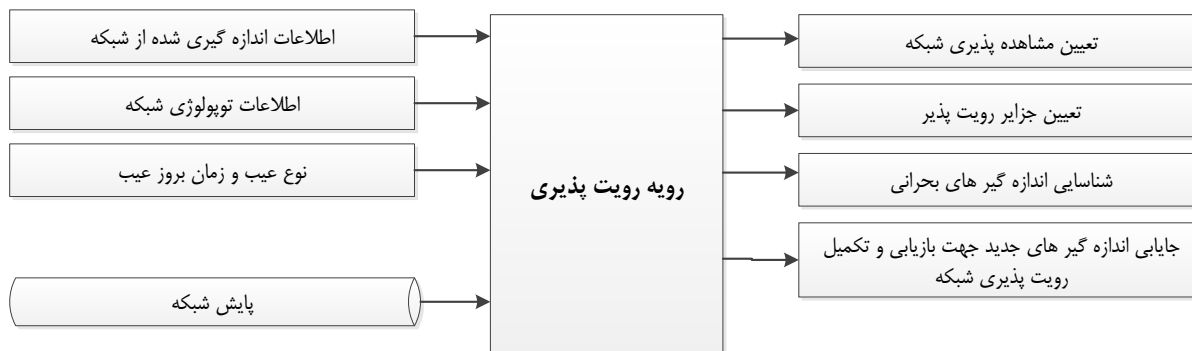 اطلاعات اندازه گیری شده از شبکه
اطلاعات توپولوژی شبکه
نوع عیب و زمان بروز عیب
پایش شبکه
رویه رویت پذیری
تعیین مشاهده پذیری شبکه
تعیین جزایر رویت پذیر
شناسایی اندازه گیر های بحرانی
جایابی اندازه گیر های جدید جهت بازیابی و تکمیل
رویت پذیری شبکه